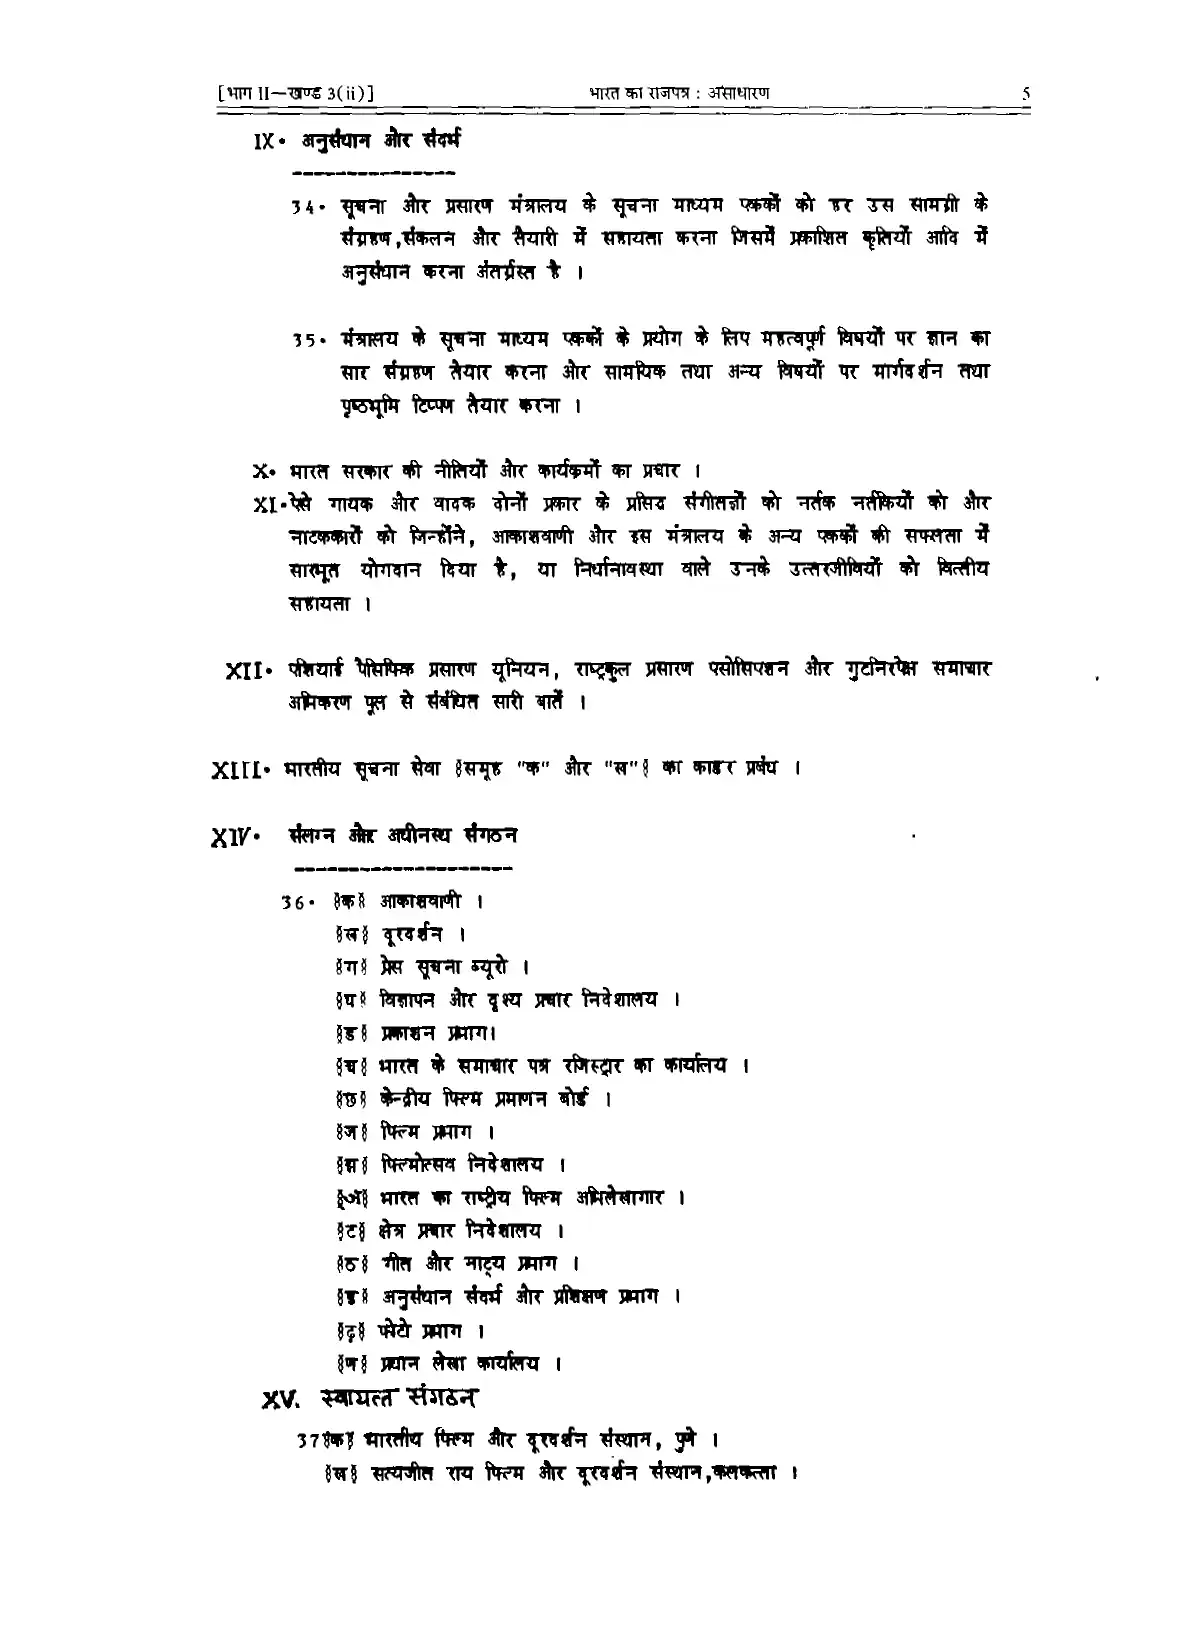 [भाग II—खण्ड 3(ii)]
भारत का राजपत्र : असाधारण
5
IX• अनुसंधान और संदर्भ
34• सूचना और प्रसारण मंत्रालय के सूचना माध्यम एककों को हर उस सामग्री के
संग्रहण,संकलन और तैयारी में सहायता करना जिसमें प्रकाशित कृतियों आदि में
अनुसंधान करना अंतर्ग्रस्त है ।
35• मंत्रालय के सूचना माध्यम एककों के प्रयोग के लिए महत्वपूर्ण विषयों पर ज्ञान का
सार संग्रहण तैयार करना और सामयिक तथा अन्य विषयों पर मार्गदर्शन तथा
पृष्ठभूमि टिप्पण तैयार करना ।
X• भारत सरकार की नीतियों और कार्यक्रमों का प्रचार ।
XI•ऐसे गायक और वादक दोनों प्रकार के प्रसिद्ध संगीतज्ञों को नर्तक नर्तकियों को और
नाटककारों को जिन्होंने, आकाशवाणी और इस मंत्रालय के अन्य एककों की सफलता में
सारभूत योगदान दिया है, या निर्धनावस्था वाले उनके उत्तरजीवियों को वित्तीय
सहायता ।
XII• एशियाई पैसिफिक प्रसारण यूनियन, राष्ट्रकुल प्रसारण एसोसिएशन और गुटनिरपेक्ष समाचार
अभिकरण पूल से संबंधित सारी बातें ।
XIII• भारतीय सूचना सेवा §समूह "क" और "ख"§ का काडर प्रबंध ।
XIV• संलग्न और अधीनस्थ संगठन
36• §क§ आकाशवाणी ।
§ख§ दूरदर्शन ।
§ग§ प्रेस सूचना ब्यूरो ।
§घ§ विज्ञापन और दृश्य प्रचार निदेशालय ।
§ड§ प्रकाशन प्रभाग।
§च§ भारत के समाचार पत्र रजिस्ट्रार का कार्यालय ।
§छ§ केन्द्रीय फिल्म प्रमाणन बोर्ड ।
§ज§ फिल्म प्रभाग ।
§झ§ फिल्मोत्सव निदेशालय ।
§ञ§ भारत का राष्ट्रीय फिल्म अभिलेखागार ।
§ट§ क्षेत्र प्रचार निदेशालय ।
§ठ§ गीत और नाट्य प्रभाग ।
§ड§ अनुसंधान संदर्भ और प्रशिक्षण प्रभाग ।
§ढ़§ फोटो प्रभाग ।
§ण§ प्रधान लेखा कार्यालय ।
XV. स्वायत्त संगठन
37§क§ भारतीय फिल्म और दूरदर्शन संस्थान, पुणे ।
§ख§ सत्यजीत राय फिल्म और दूरदर्शन संस्थान,कलकत्ता ।